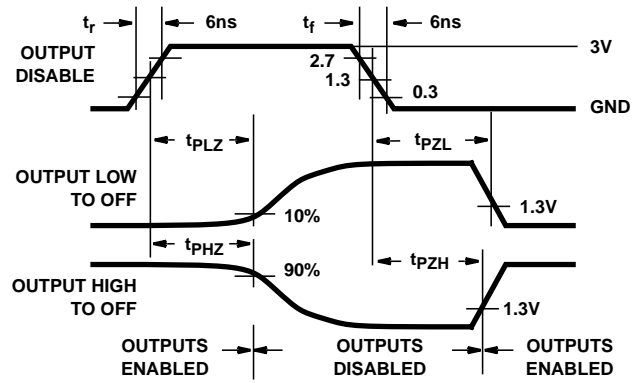 tr 6ns tf 6ns
OUTPUT
DISABLE
2.7
1.3
0.3
3V
GND
tPLZ tPZL
OUTPUT LOW
TO OFF
10%
1.3V
tPHZ tPZH
90%
OUTPUT HIGH
TO OFF
1.3V
OUTPUTS
ENABLED
OUTPUTS
DISABLED
OUTPUTS
ENABLED